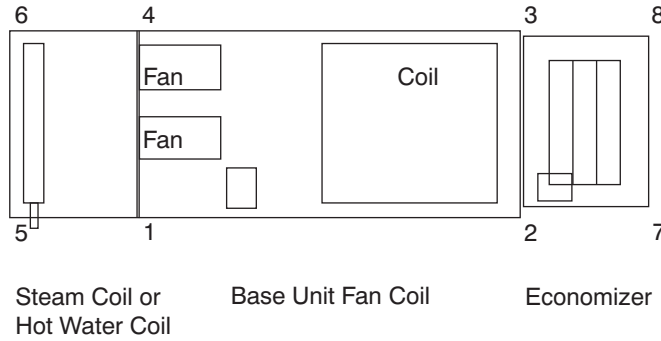 6 4 3 8
Fan Coil
Fan
5 1 2 7
Steam Coil or Base Unit Fan Coil Economizer
Hot Water Coil